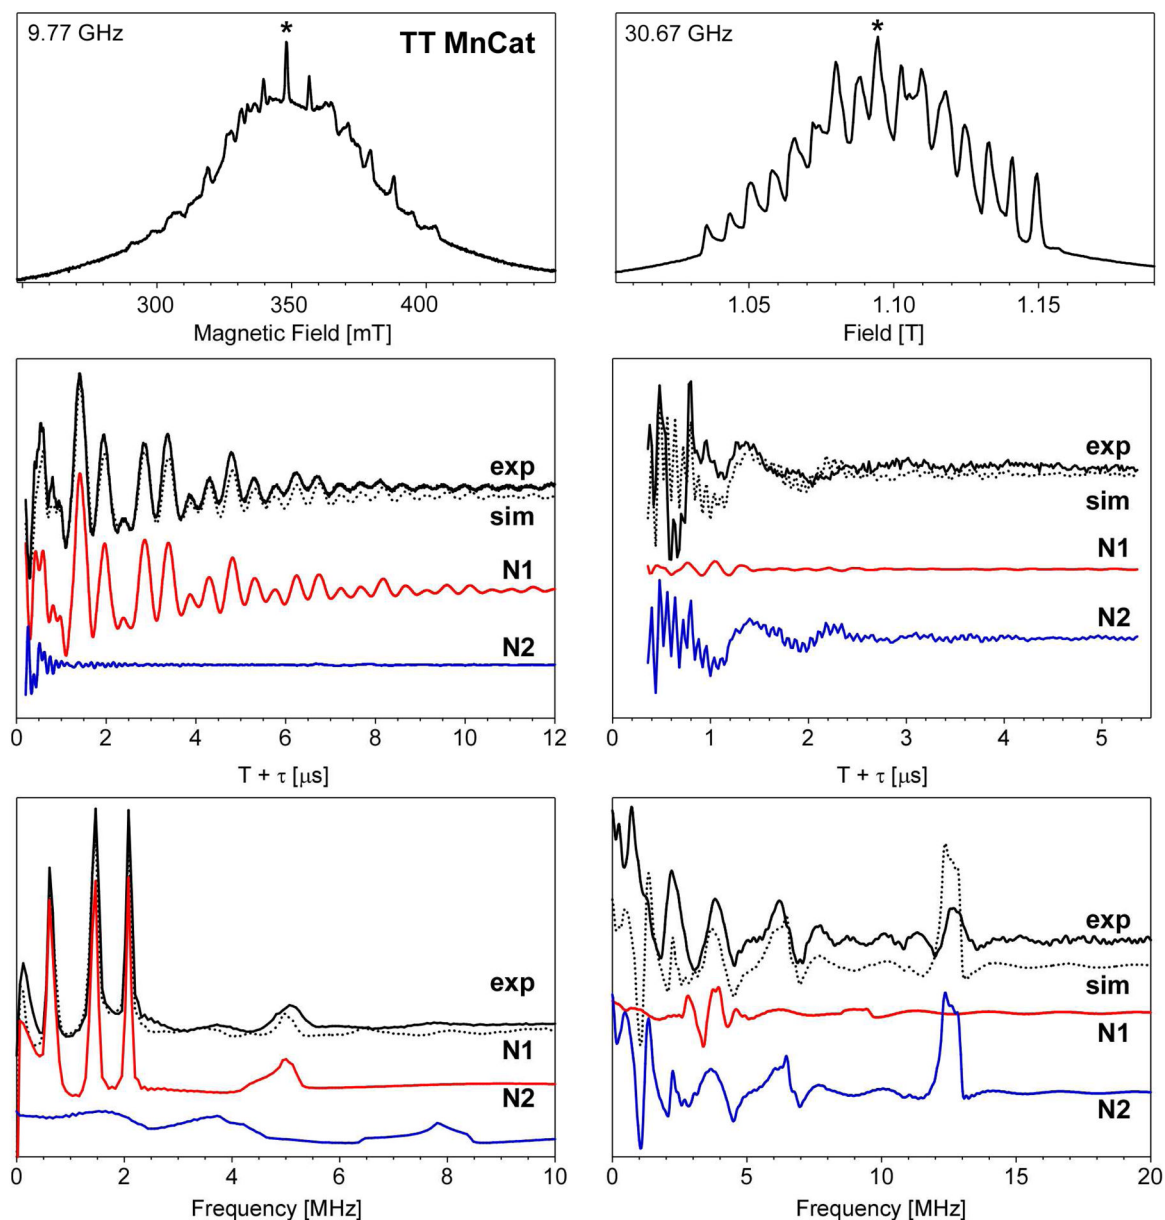 9.77 GHz
*
TT MnCat
300 350 400
Magnetic Field [mT]
30.67 GHz
*
1.05 1.10 1.15
Field [T]
exp
sim
N1
N2
0 2 4 6 8 10 12
T + τ [μs]
exp
sim
N1
N2
0 1 2 3 4 5
T + τ [μs]
exp
N1
N2
0 2 4 6 8 10
Frequency [MHz]
exp
sim
N1
N2
0 5 10 15 20
Frequency [MHz]